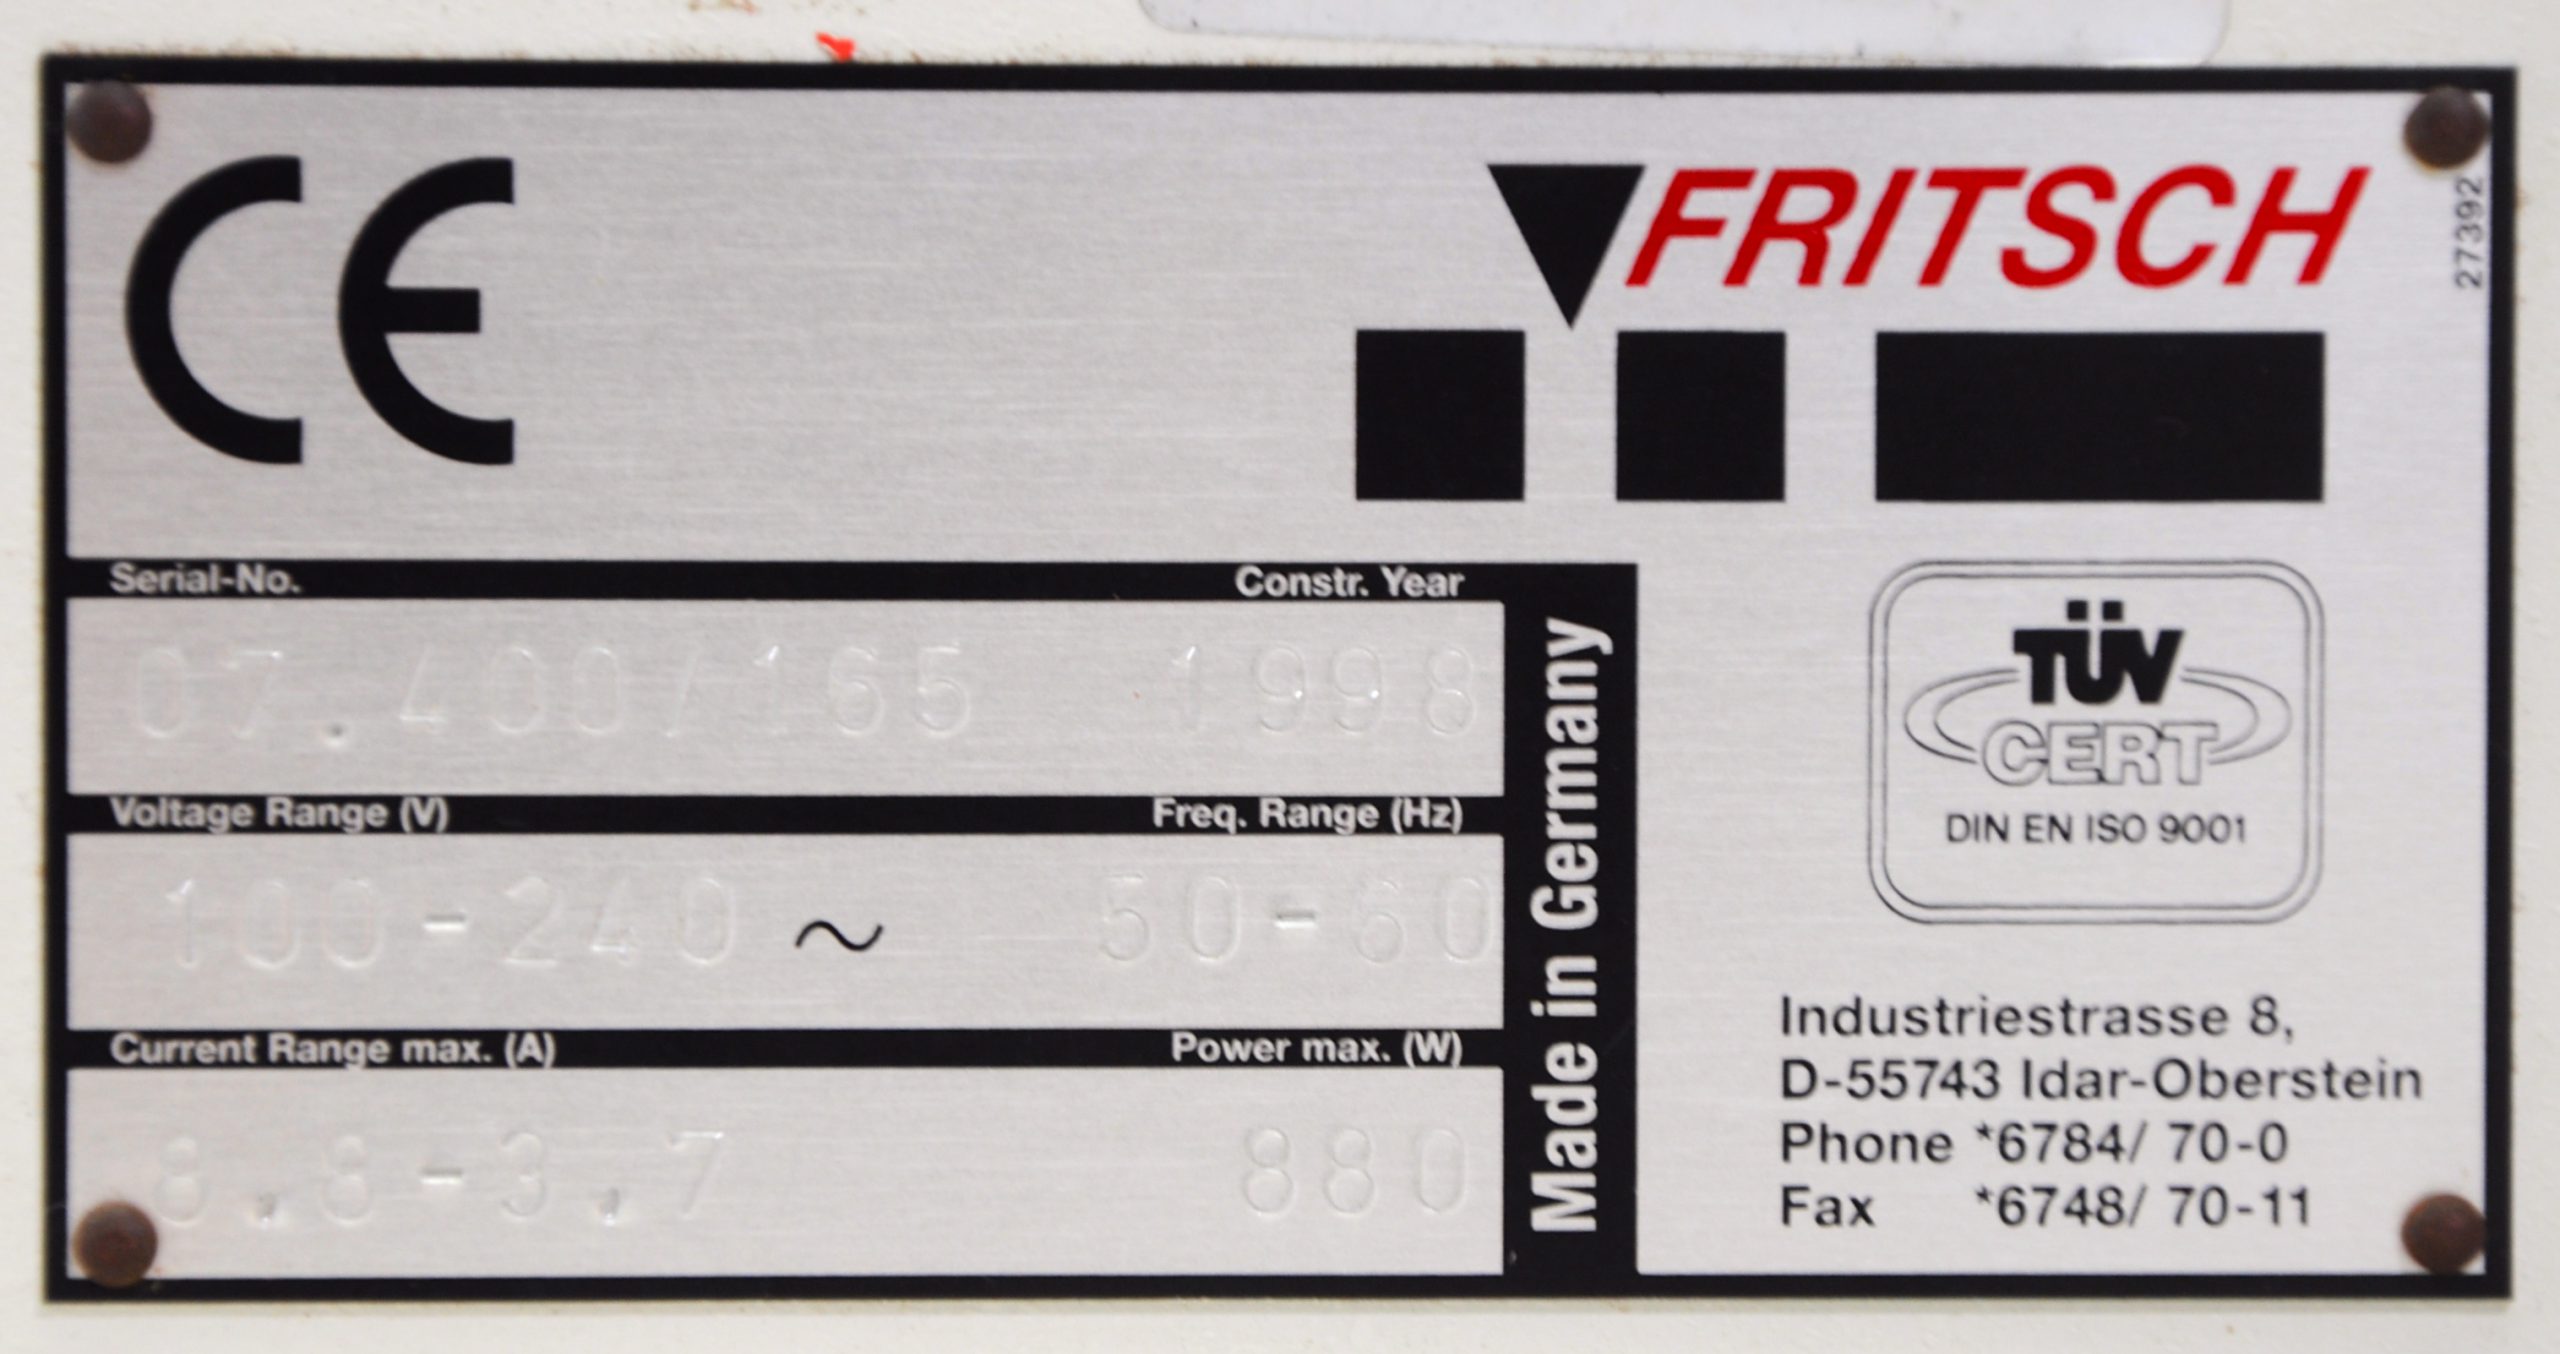 CE
FRITSCH
273392
Serial-No. Constr. Year
07.400/165 1998
Voltage Range (V) Freq. Range (Hz)
100-240 ~ 50-60
Current Range max. (A) Power max. (W)
8.8-3.7 880
Made in Germany
TÜV
CERT
DIN EN ISO 9001
Industriestrasse 8,
D-55743 Idar-Oberstein
Phone *6784/ 70-0
Fax *6748/ 70-11